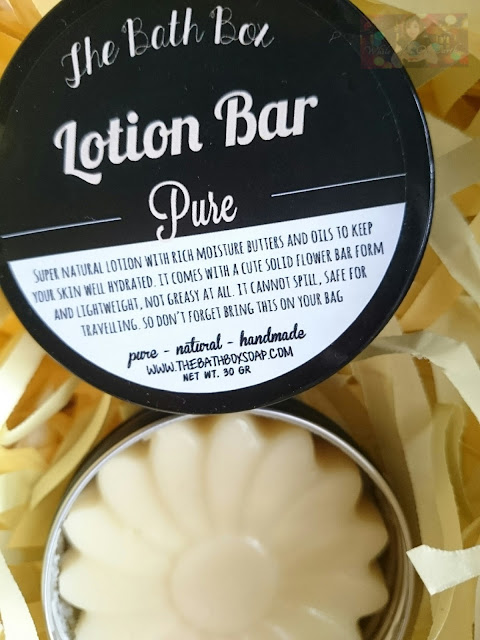 The Bath Box
Lotion Bar
Pure
SUPER NATURAL LOTION WITH RICH MOISTURE BUTTERS AND OILS TO KEEP
YOUR SKIN WELL HYDRATED. IT COMES WITH A CUTE SOLID FLOWER BAR FORM
AND LIGHTWEIGHT, NOT GREASY AT ALL. IT CANNOT SPILL, SAFE FOR
TRAVELLING. SO DON'T FORGET BRING THIS ON YOUR BAG
pure - natural - handmade
WWW.THEBATHBOXSOAP.COM
NET WT. 30 GR